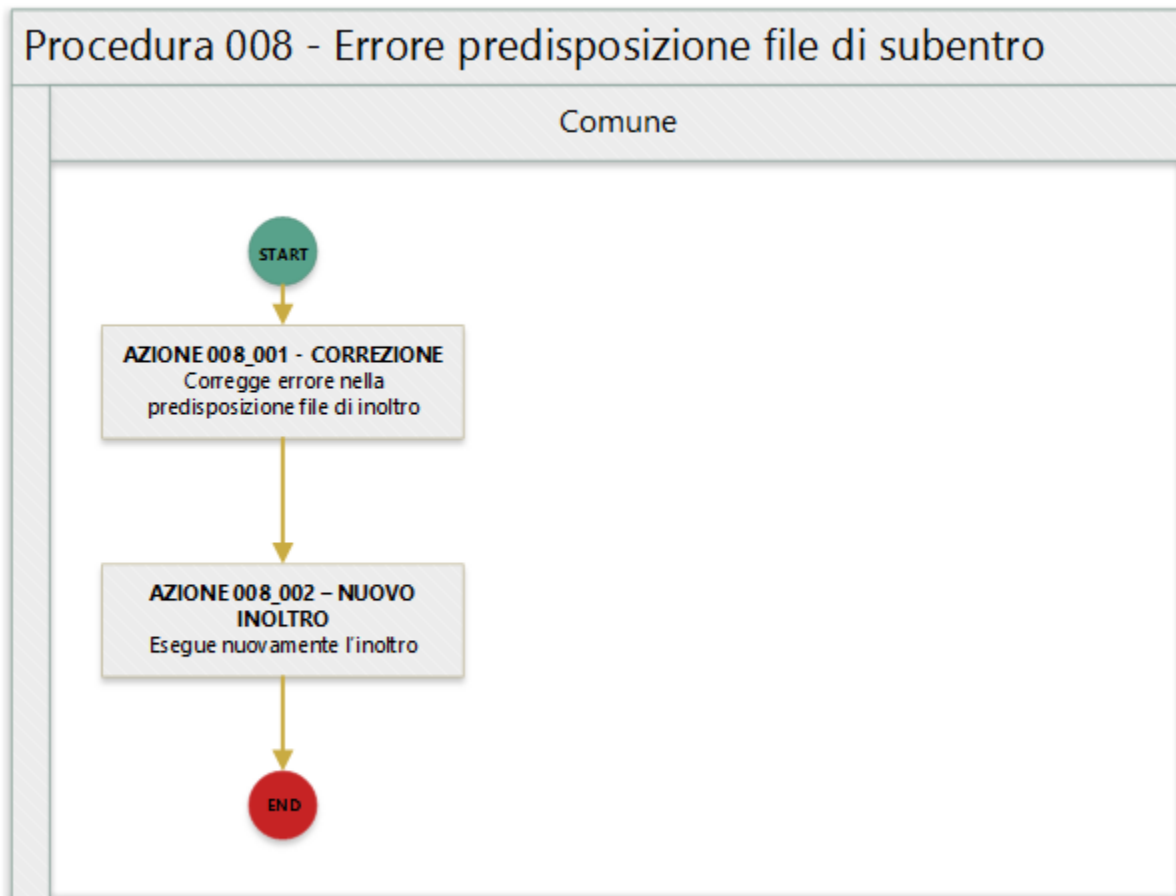 Procedura 008 - Errore predisposizione file di subentro
Comune
START
AZIONE 008_001 - CORREZIONE
Corregge errore nella
predisposizione file di inoltro
AZIONE 008_002 – NUOVO
INOLTRO
Esegue nuovamente l'inoltro
END